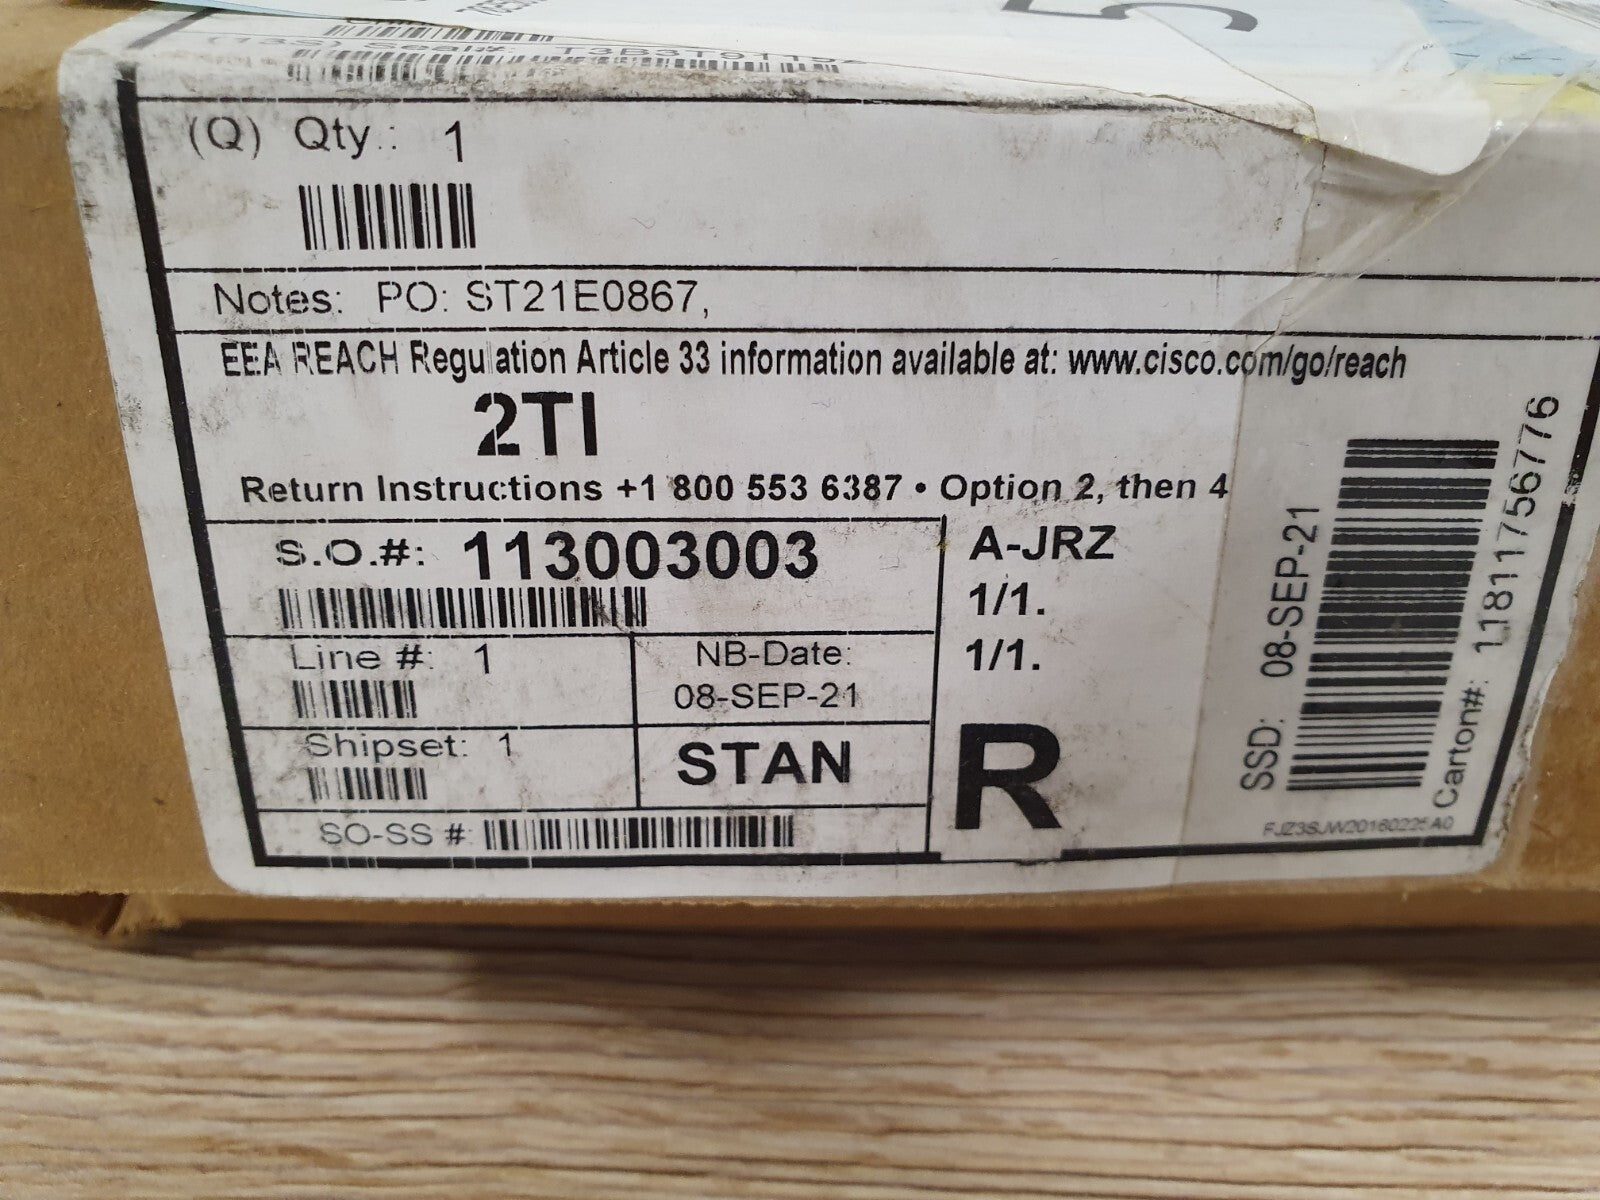 5
(Q) Qty.: 1
Notes: PO: ST21E0867,
EEA REACH Regulation Article 33 information available at: www.cisco.com/go/reach
2TI
Return Instructions +1 800 553 6387 • Option 2, then 4
S.O.#: 113003003
A-JRZ
1/1.
1/1.
Line #: 1
NB-Date:
08-SEP-21
Shipset: 1
STAN
R
SO-SS #:
SSD: 08-SEP-21
Carton#: 11811756776